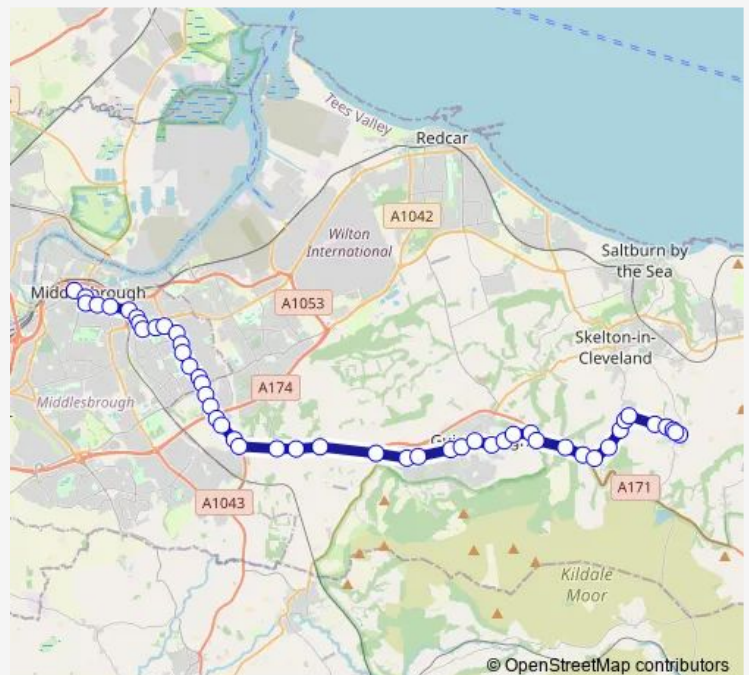 Tees Valley
Redcar
A1042
Wilton
International
Saltburn by
the Sea
Middlesbrough
A1053
Skelton-in-
Cleveland
A174
Middlesbrough
A1043
A171
Kildale
Moor
© OpenStreetMap contributors